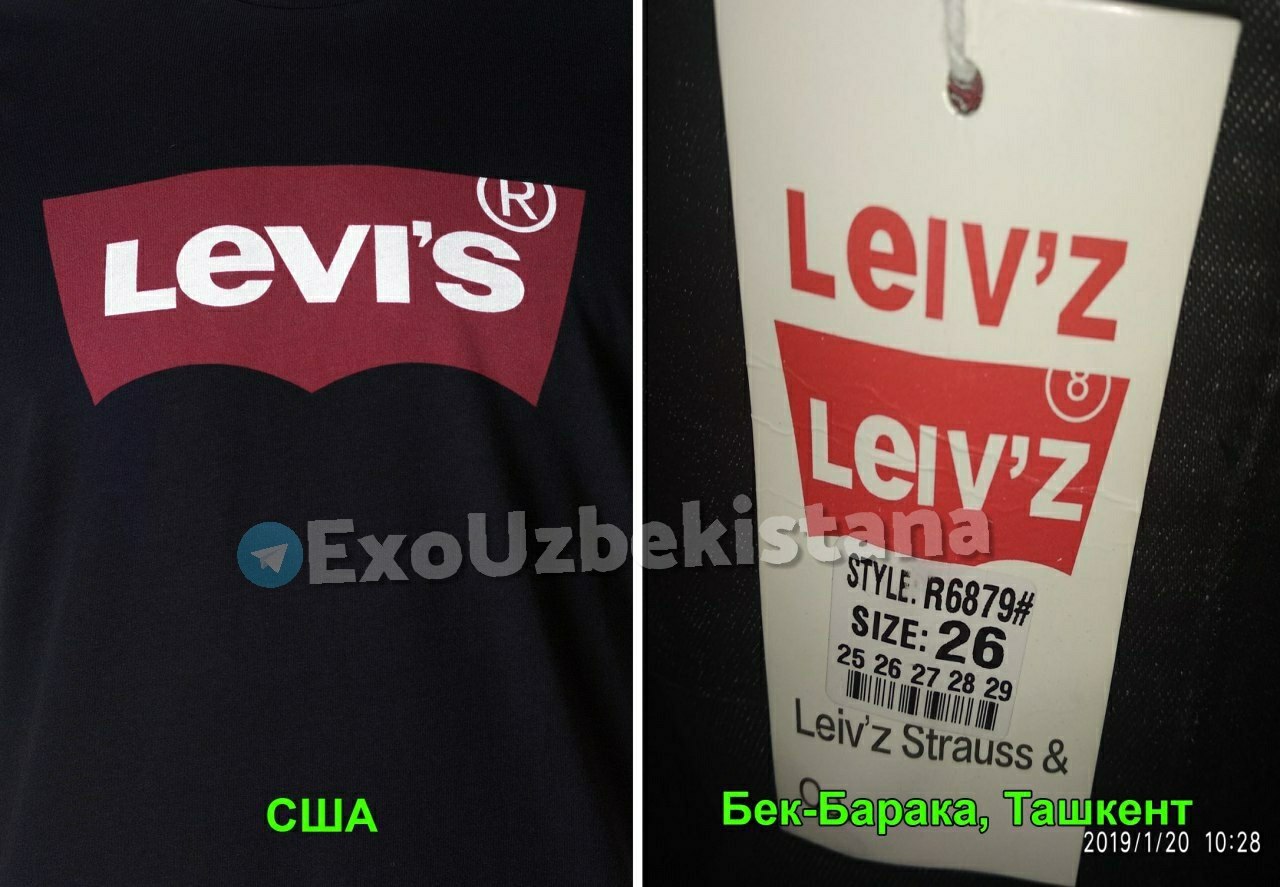 LEVI'S
®
США
LeIV'Z
8
LeIV'Z
STYLE: R6879#
SIZE: 26
25 26 27 28 29
Leiv'z Strauss &
Бек-Барака, Ташкент
2019/1/20 10:28
ExoUzbekistana